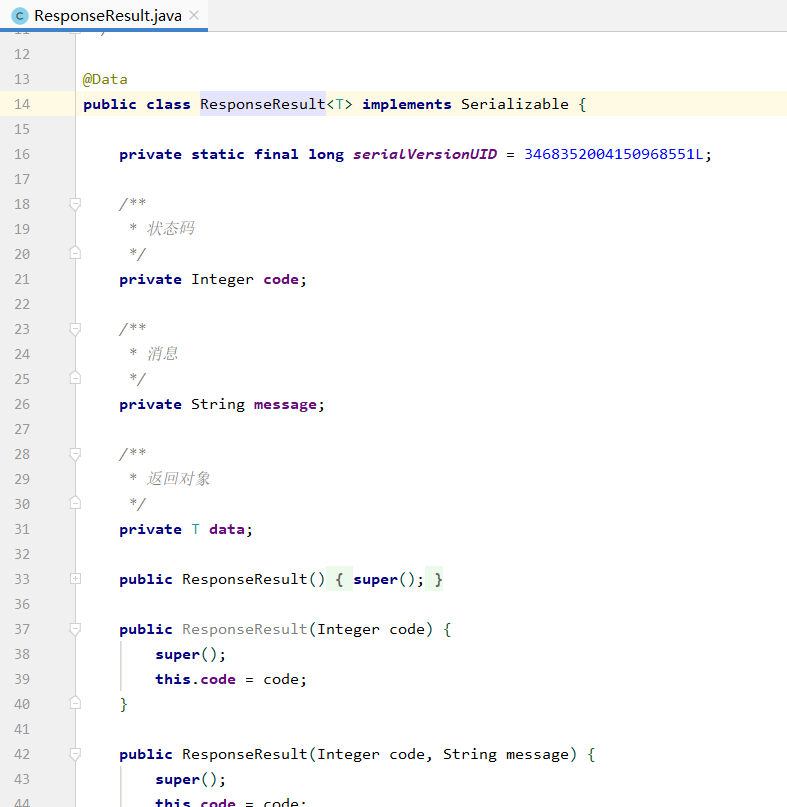 C ResponseResult.java ×
12
13 @Data
14 public class ResponseResult<T> implements Serializable {
15
16     private static final long serialVersionUID = 3468352004150968551L;
17
18     /**
19      * 状态码
20      */
21     private Integer code;
22
23     /**
24      * 消息
25      */
26     private String message;
27
28     /**
29      * 返回对象
30      */
31     private T data;
32
33     public ResponseResult() { super(); }
36
37     public ResponseResult(Integer code) {
38         super();
39         this.code = code;
40     }
41
42     public ResponseResult(Integer code, String message) {
43         super();
44         this.code = code;